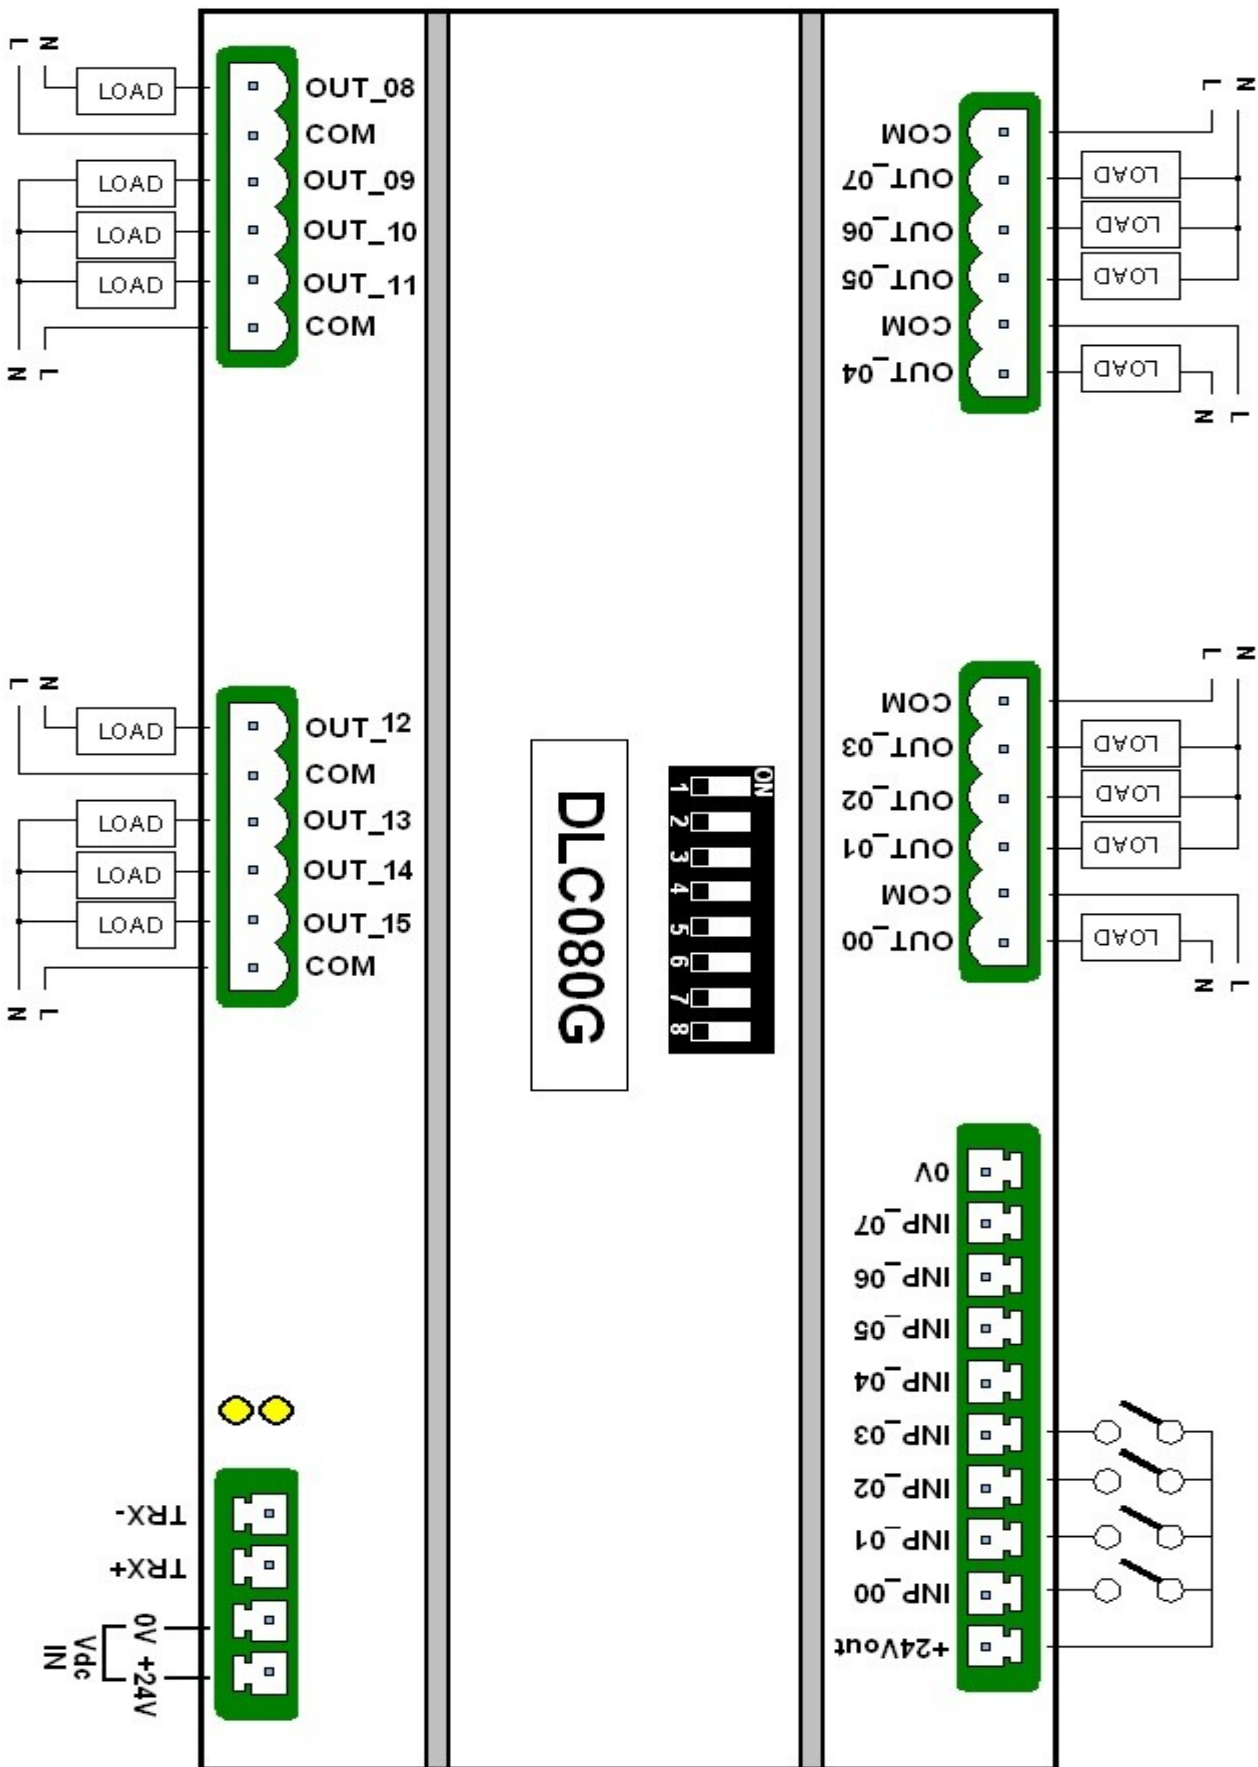 L N
LOAD OUT_08
COM
LOAD OUT_09
LOAD OUT_10
LOAD OUT_11
COM
N L
L N
LOAD OUT_12
COM
LOAD OUT_13
LOAD OUT_14
LOAD OUT_15
COM
N L
TRX-
TRX+
0V
+24V
Vdc
IN
DLC080G
ON
1
2
3
4
5
6
7
8
L N
COM
OUT_07 LOAD
OUT_06 LOAD
OUT_05 LOAD
COM
OUT_04 LOAD
N L
L N
COM
OUT_03 LOAD
OUT_02 LOAD
OUT_01 LOAD
COM
OUT_00 LOAD
N L
0V
INP_07
INP_06
INP_05
INP_04
INP_03
INP_02
INP_01
INP_00
+24Vout